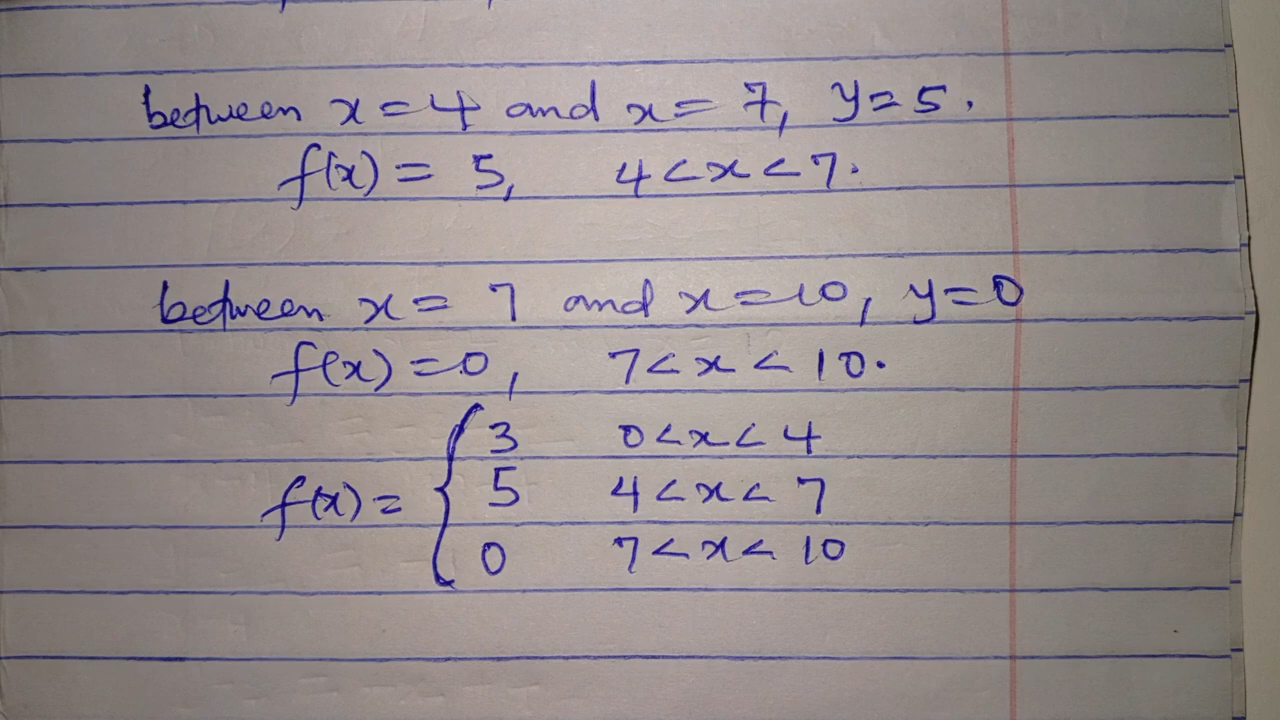 between x = 4 and x = 7, y = 5.
f(x) = 5, 4 < x < 7.
between x = 7 and x = 10, y = 0
f(x) = 0, 7 < x < 10.
3 0 < x < 4
f(x) = { 5 4 < x < 7
0 7 < x < 10